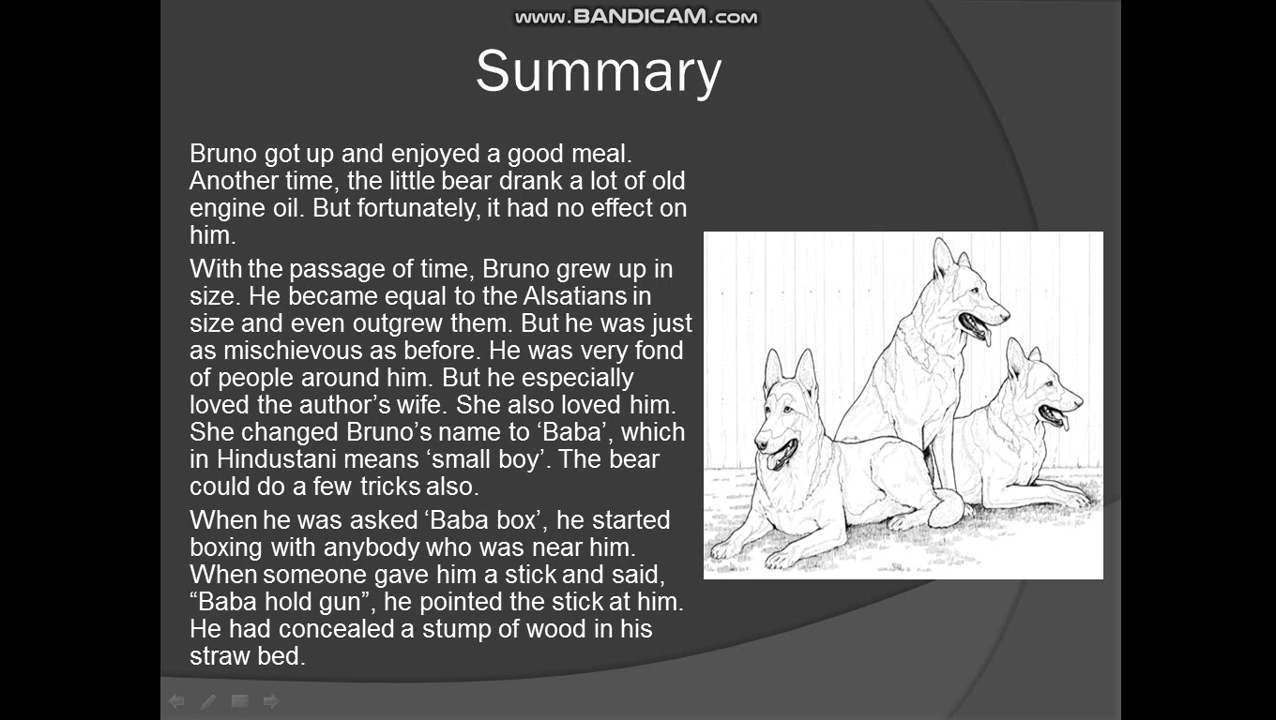 www.BANDICAM.com
Summary
Bruno got up and enjoyed a good meal.
Another time, the little bear drank a lot of old
engine oil. But fortunately, it had no effect on
him.
With the passage of time, Bruno grew up in
size. He became equal to the Alsatians in
size and even outgrew them. But he was just
as mischievous as before. He was very fond
of people around him. But he especially
loved the author’s wife. She also loved him.
She changed Bruno’s name to ‘Baba’, which
in Hindustani means ‘small boy’. The bear
could do a few tricks also.
When he was asked ‘Baba box’, he started
boxing with anybody who was near him.
When someone gave him a stick and said,
“Baba hold gun”, he pointed the stick at him.
He had concealed a stump of wood in his
straw bed.